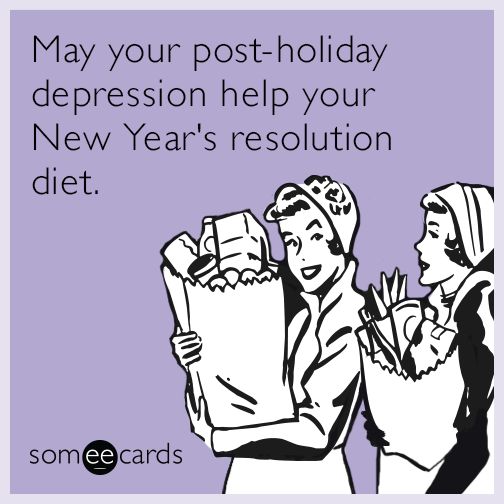 May your post-holiday
depression help your
New Year's resolution
diet.
someecards